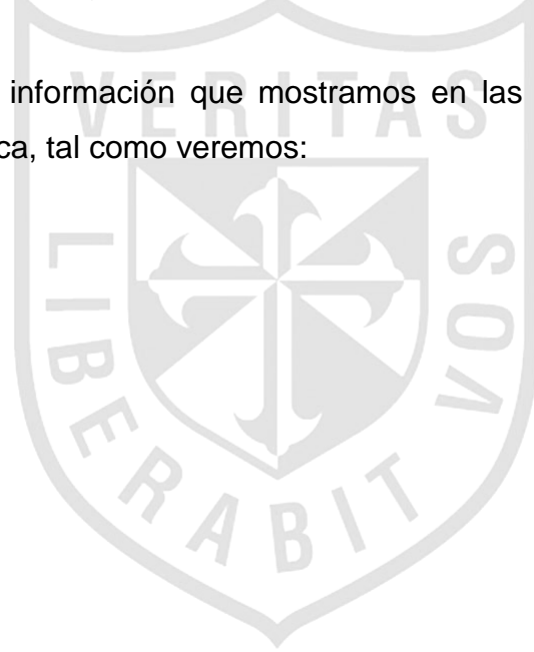 información que mostramos en las
ca, tal como veremos:
VERITAS
LIBERABIT VOS